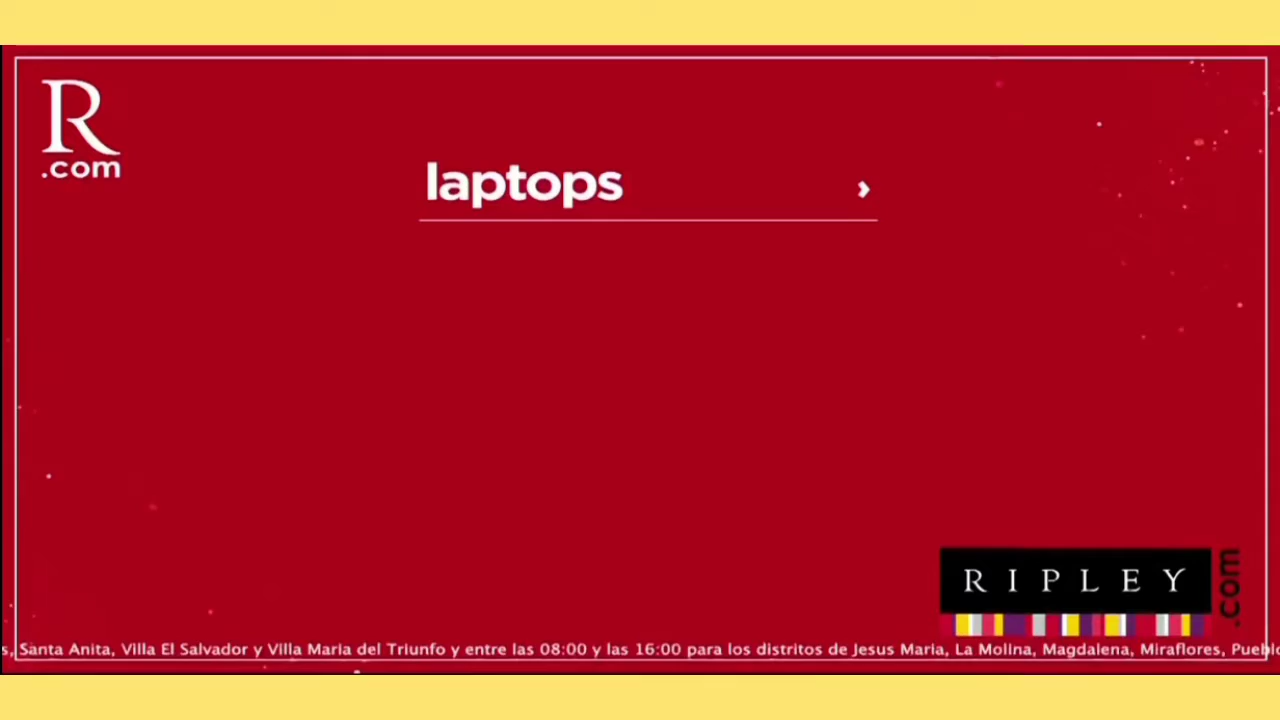 R
.com
laptops
RIPLEY
.com
s, Santa Anita, Villa El Salvador y Villa Maria del Triunfo y entre las 08:00 y las 16:00 para los distritos de Jesus Maria, La Molina, Magdalena, Miraflores, Pueblo